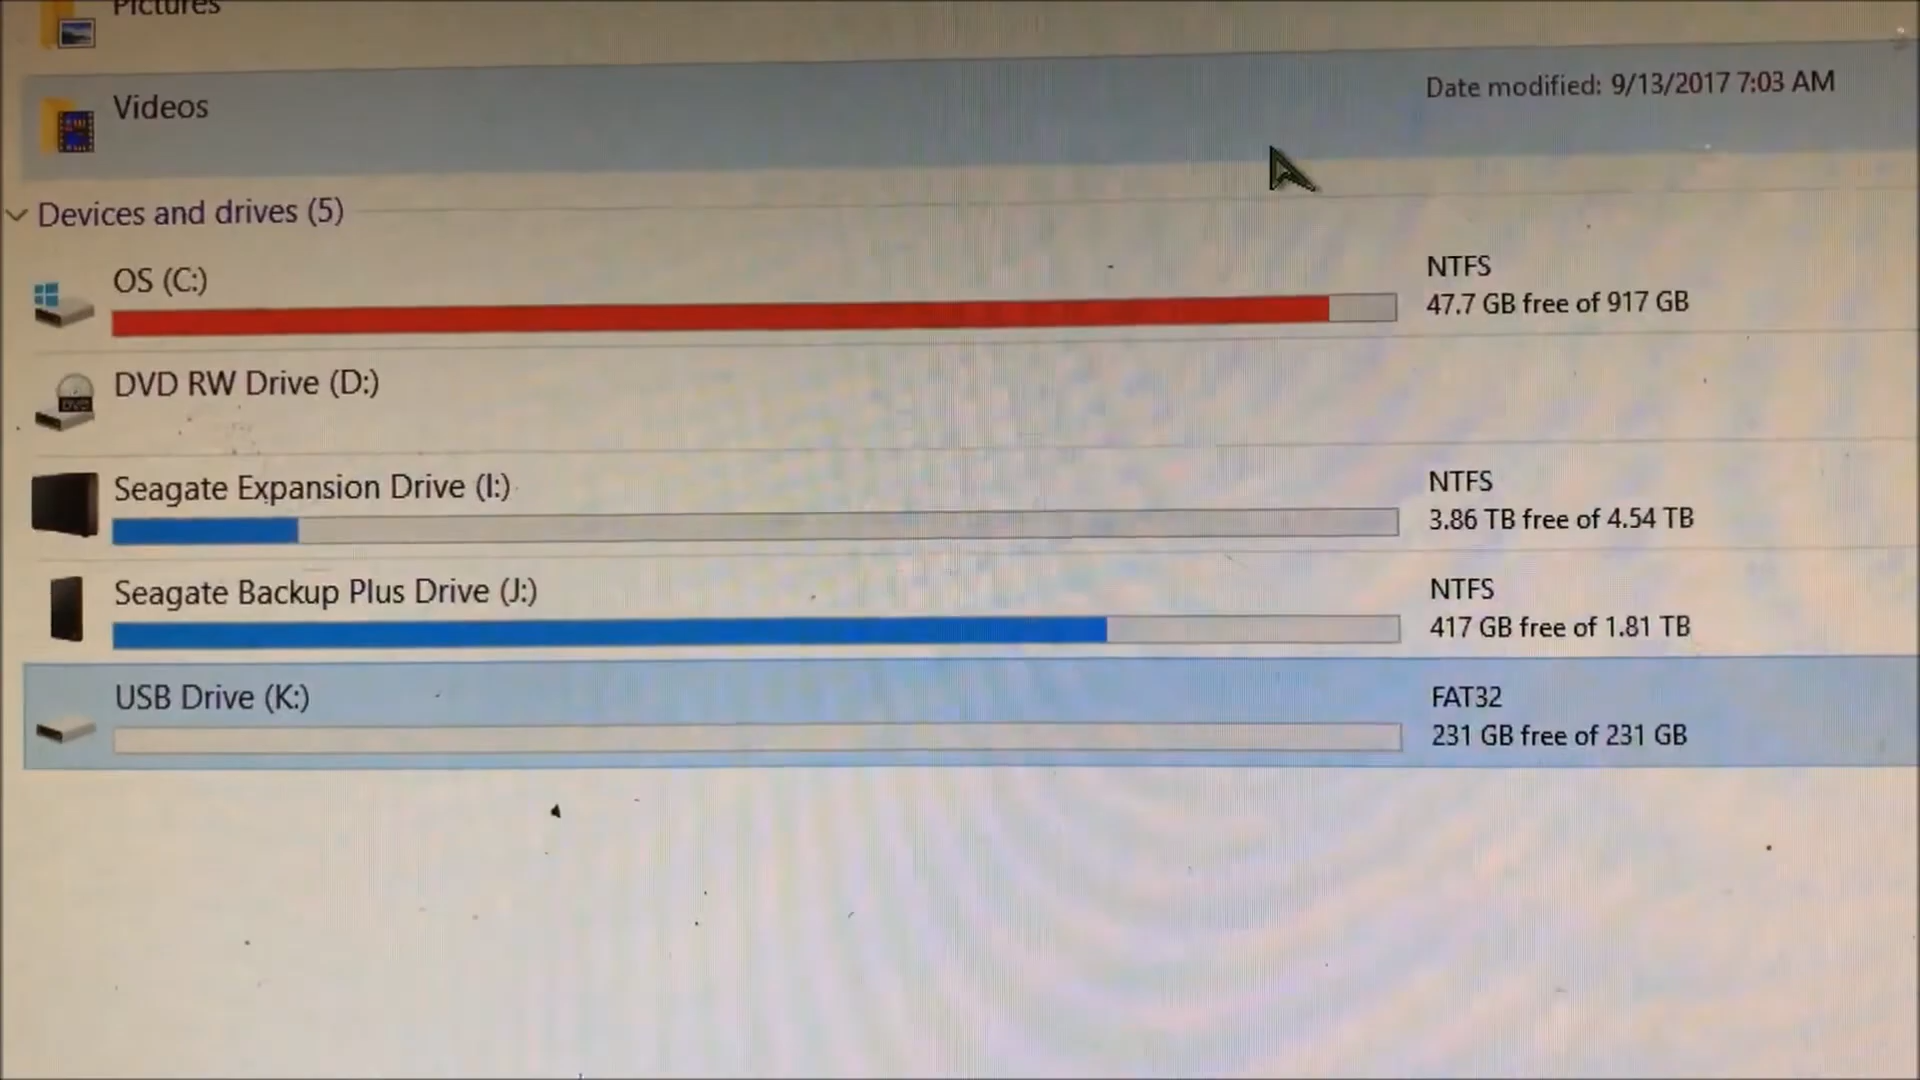 Pictures
Videos
Date modified: 9/13/2017 7:03 AM
Devices and drives (5)
OS (C:)
NTFS
47.7 GB free of 917 GB
DVD RW Drive (D:)
DVD
Seagate Expansion Drive (I:)
NTFS
3.86 TB free of 4.54 TB
Seagate Backup Plus Drive (J:)
NTFS
417 GB free of 1.81 TB
USB Drive (K:)
FAT32
231 GB free of 231 GB